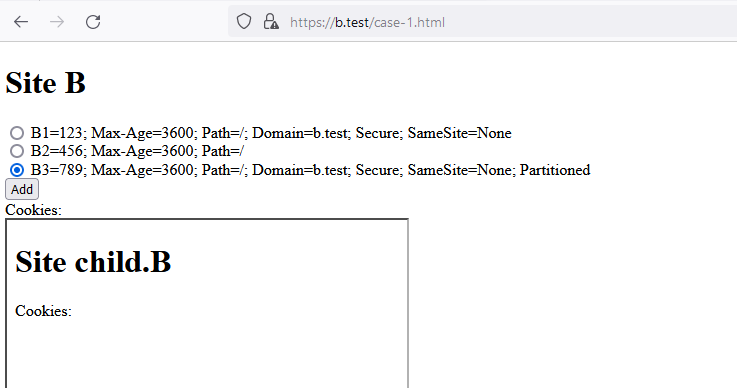 https://b.test/case-1.html
Site B
B1=123; Max-Age=3600; Path=/; Domain=b.test; Secure; SameSite=None
B2=456; Max-Age=3600; Path=/
B3=789; Max-Age=3600; Path=/; Domain=b.test; Secure; SameSite=None; Partitioned
Add
Cookies:
Site child.B
Cookies: